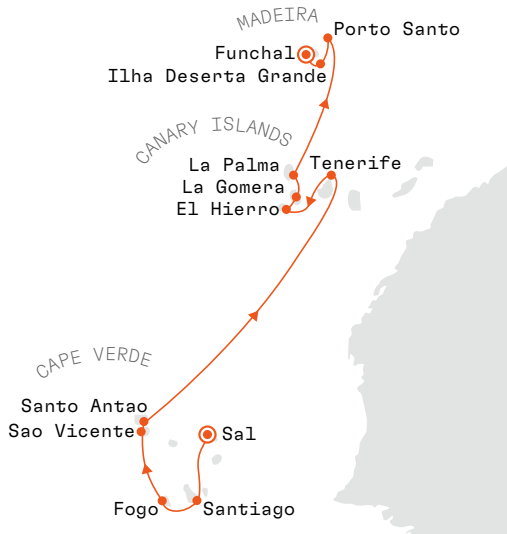 MADEIRA
Porto Santo
Funchal
Ilha Deserta Grande
CANARY ISLANDS
La Palma
Tenerife
La Gomera
El Hierro
CAPE VERDE
Santo Antao
Sao Vicente
Sal
Fogo
Santiago